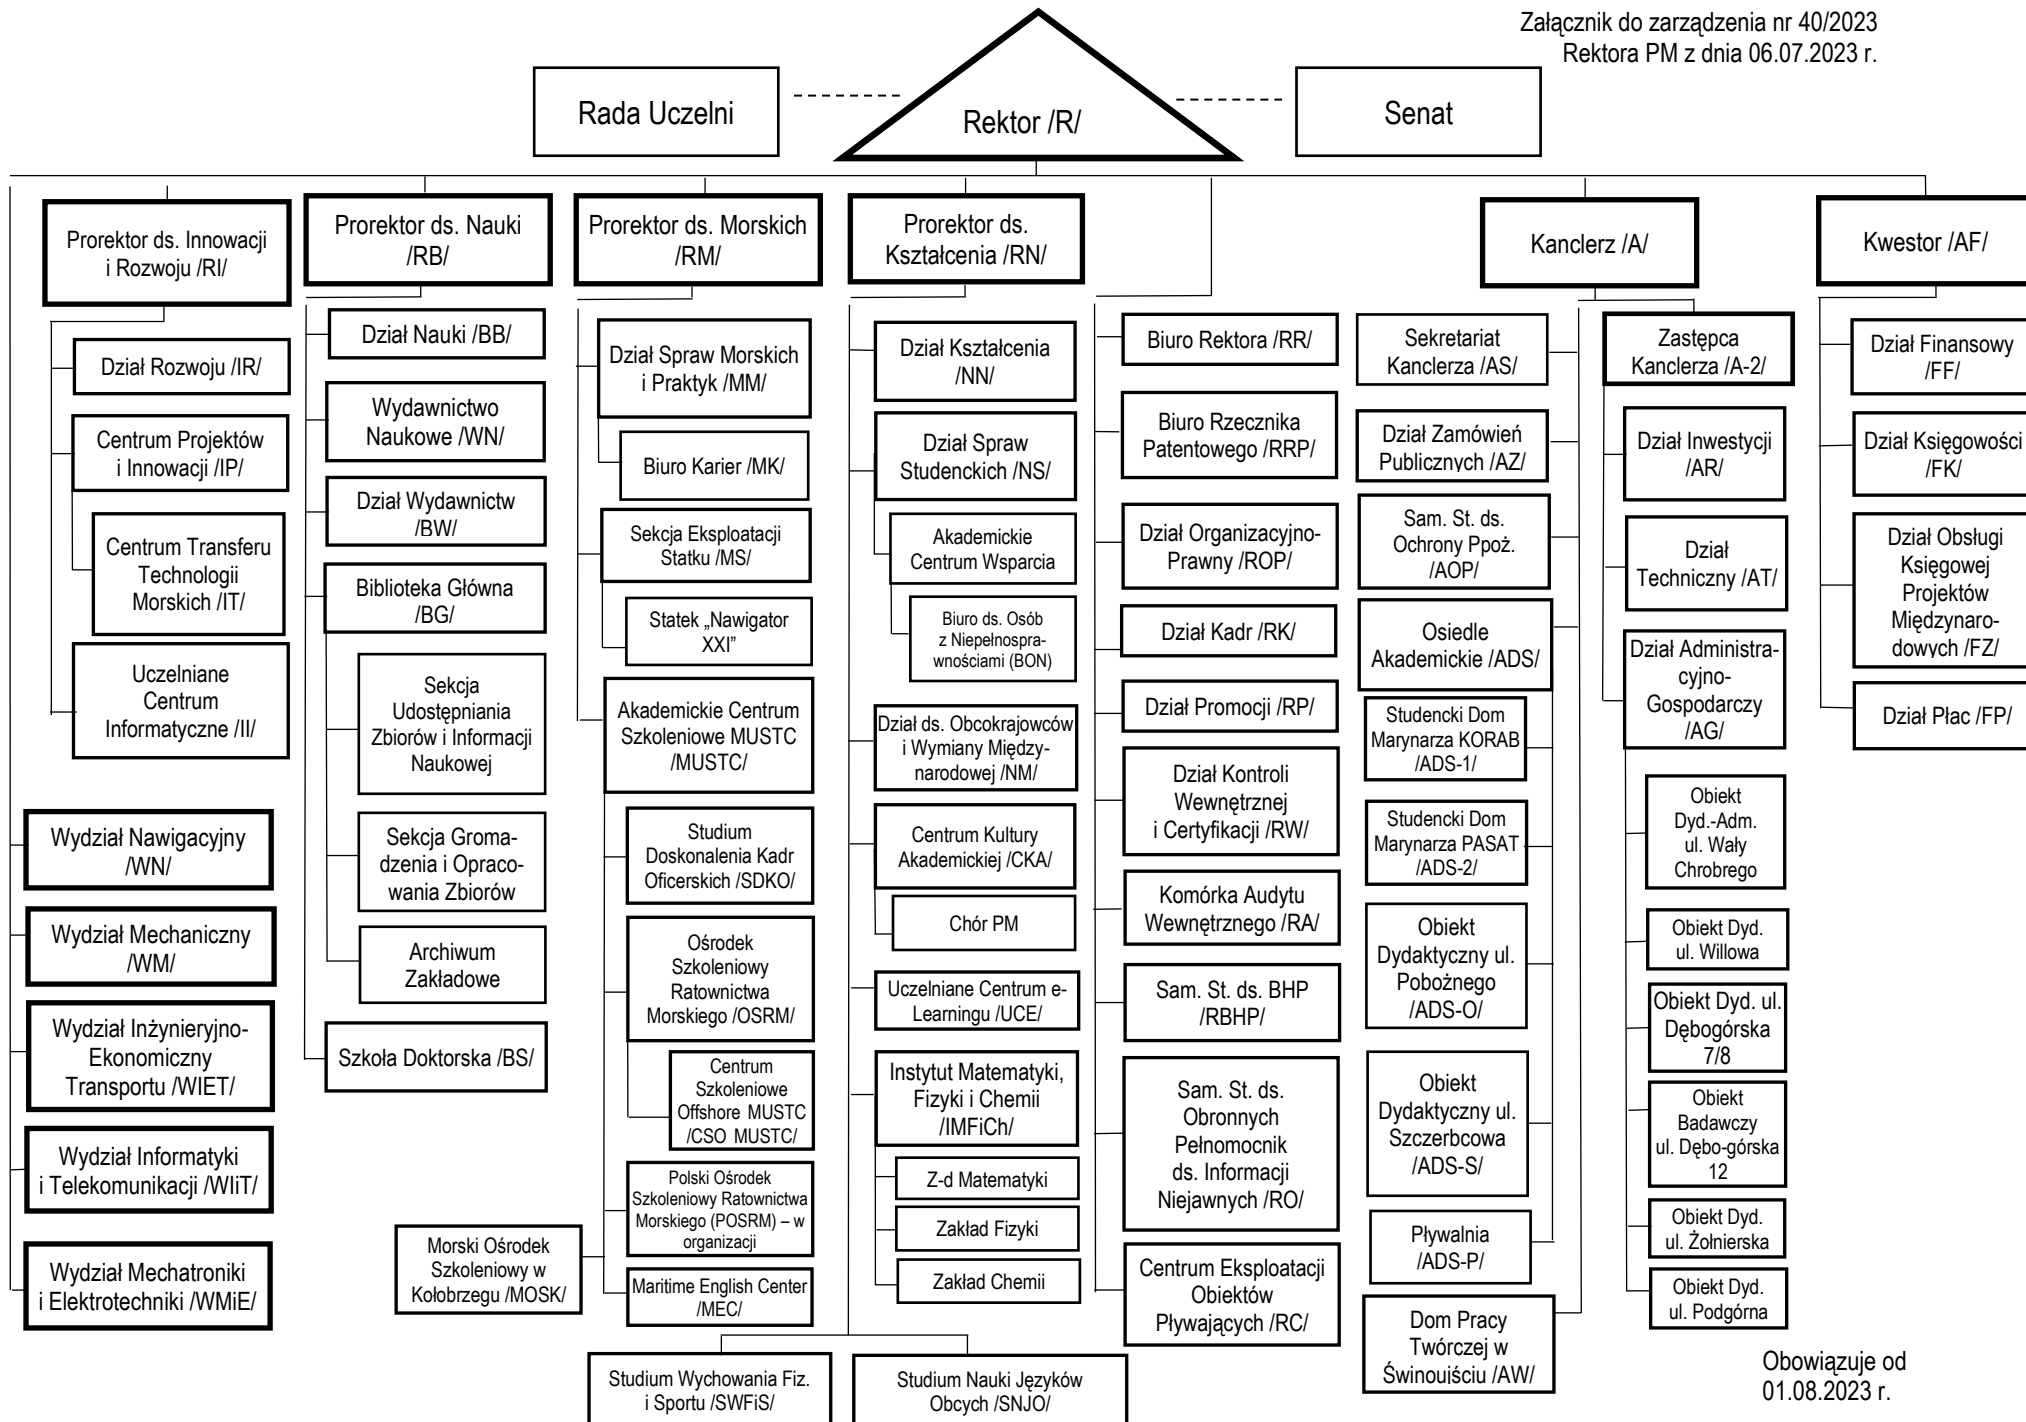 Załącznik do zarządzenia nr 40/2023
Rektora PM z dnia 06.07.2023 r.
Rada Uczelni
Rektor /R/
Senat
Prorektor ds. Innowacji
i Rozwoju /RI/
Prorektor ds. Nauki
/RB/
Prorektor ds. Morskich
/RM/
Prorektor ds.
Kształcenia /RN/
Kanclerz /A/
Kwestor /AF/
Dział Rozwoju /IR/
Centrum Projektów
i Innowacji /IP/
Centrum Transferu
Technologii
Morskich /IT/
Uczelniane
Centrum
Informatyczne /II/
Wydział Nawigacyjny
/WN/
Wydział Mechaniczny
/WM/
Wydział Inżynieryjno-
Ekonomiczny
Transportu /WIET/
Wydział Informatyki
i Telekomunikacji /WIiT/
Wydział Mechatroniki
i Elektrotechniki /WMiE/
Dział Nauki /BB/
Wydawnictwo
Naukowe /WN/
Dział Wydawnictw
/BW/
Biblioteka Główna
/BG/
Sekcja
Udostępniania
Zbiorów i Informacji
Naukowej
Sekcja Groma-
dzenia i Opraco-
wania Zbiorów
Archiwum
Zakładowe
Szkoła Doktorska /BS/
Dział Spraw Morskich
i Praktyk /MM/
Biuro Karier /MK/
Sekcja Eksploatacji
Statku /MS/
Statek „Nawigator
XXI”
Akademickie Centrum
Szkoleniowe MUSTC
/MUSTC/
Studium
Doskonalenia Kadr
Oficerskich /SDKO/
Ośrodek
Szkoleniowy
Ratownictwa
Morskiego /OSRM/
Centrum
Szkoleniowe
Offshore MUSTC
/CSO MUSTC/
Polski Ośrodek
Szkoleniowy Ratownictwa
Morskiego (POSRM) – w
organizacji
Morski Ośrodek
Szkoleniowy w
Kołobrzegu /MOSK/
Maritime English Center
/MEC/
Dział Kształcenia
/NN/
Dział Spraw
Studenckich /NS/
Akademickie
Centrum Wsparcia
Biuro ds. Osób
z Niepełnospra-
wnościami (BON)
Dział ds. Obcokrajowców
i Wymiany Między-
narodowej /NM/
Centrum Kultury
Akademickiej /CKA/
Chór PM
Uczelniane Centrum e-
Learningu /UCE/
Instytut Matematyki,
Fizyki i Chemii
/IMFiCh/
Z-d Matematyki
Zakład Fizyki
Zakład Chemii
Studium Wychowania Fiz.
i Sportu /SWFiS/
Studium Nauki Języków
Obcych /SNJO/
Biuro Rektora /RR/
Biuro Rzecznika
Patentowego /RRP/
Dział Organizacyjno-
Prawny /ROP/
Dział Kadr /RK/
Dział Promocji /RP/
Dział Kontroli
Wewnętrznej
i Certyfikacji /RW/
Komórka Audytu
Wewnętrznego /RA/
Sam. St. ds. BHP
/RBHP/
Sam. St. ds.
Obronnych
Pełnomocnik
ds. Informacji
Niejawnych /RO/
Centrum Eksploatacji
Obiektów
Pływających /RC/
Sekretariat
Kanclerza /AS/
Dział Zamówień
Publicznych /AZ/
Sam. St. ds.
Ochrony Ppoż.
/AOP/
Osiedle
Akademickie /ADS/
Studencki Dom
Marynarza KORAB
/ADS-1/
Studencki Dom
Marynarza PASAT
/ADS-2/
Obiekt
Dydaktyczny ul.
Pobożnego
/ADS-O/
Obiekt
Dydaktyczny ul.
Szczerbcowa
/ADS-S/
Pływalnia
/ADS-P/
Dom Pracy
Twórczej w
Świnoujściu /AW/
Zastępca
Kanclerza /A-2/
Dział Inwestycji
/AR/
Dział
Techniczny /AT/
Dział Administra-
cyjno-
Gospodarczy
/AG/
Obiekt
Dyd.-Adm.
ul. Wały
Chrobrego
Obiekt Dyd.
ul. Willowa
Obiekt Dyd. ul.
Dębogórska
7/8
Obiekt
Badawczy
ul. Dębo-górska
12
Obiekt Dyd.
ul. Żołnierska
Obiekt Dyd.
ul. Podgórna
Dział Finansowy
/FF/
Dział Księgowości
/FK/
Dział Obsługi
Księgowej
Projektów
Międzynaro-
dowych /FZ/
Dział Płac /FP/
Obowiązuje od
01.08.2023 r.